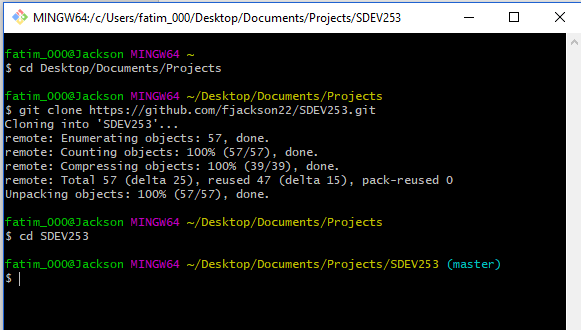 MINGW64:/c/Users/fatim_000/Desktop/Documents/Projects/SDEV253
fatim_000@Jackson MINGW64 ~
$ cd Desktop/Documents/Projects
fatim_000@Jackson MINGW64 ~/Desktop/Documents/Projects
$ git clone https://github.com/fjackson22/SDEV253.git
Cloning into 'SDEV253'...
remote: Enumerating objects: 57, done.
remote: Counting objects: 100% (57/57), done.
remote: Compressing objects: 100% (39/39), done.
remote: Total 57 (delta 25), reused 47 (delta 15), pack-reused 0
Unpacking objects: 100% (57/57), done.
fatim_000@Jackson MINGW64 ~/Desktop/Documents/Projects
$ cd SDEV253
fatim_000@Jackson MINGW64 ~/Desktop/Documents/Projects/SDEV253 (master)
$